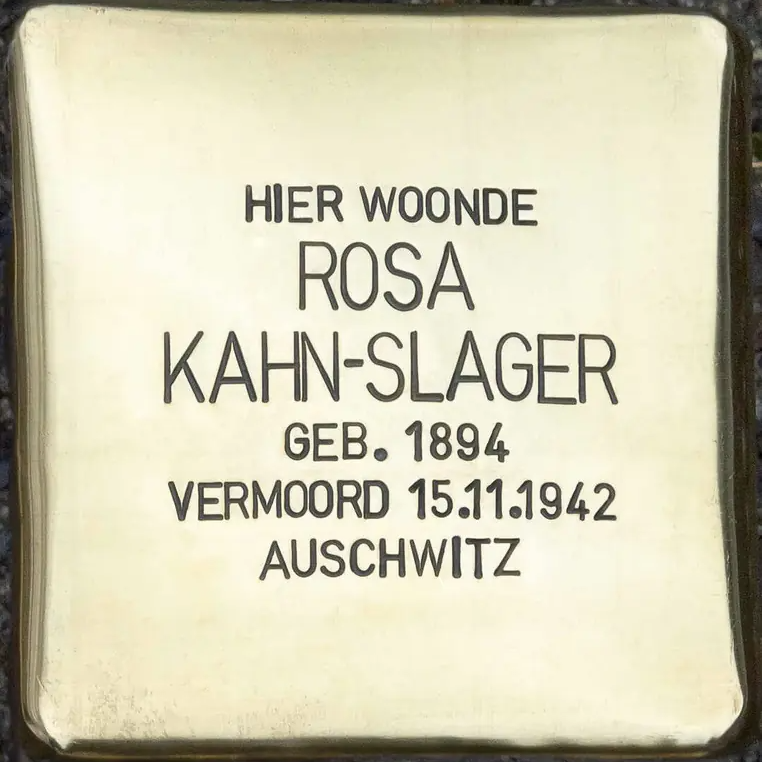 HIER WOONDE
ROSA
KAHN-SLAGER
GEB. 1894
VERMOORD 15.11.1942
AUSCHWITZ